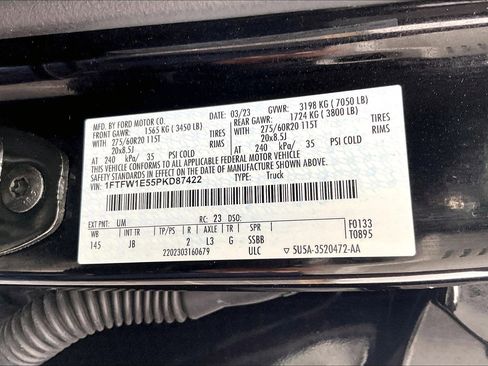 MFD. BY FORD MOTOR CO.
DATE: 03/23 GVWR: 3198 KG ( 7050 LB)
FRONT GAWR: 1565 KG ( 3450 LB) REAR GAWR: 1724 KG ( 3800 LB)
275/60R20 115T TIRES 275/60R20 115T TIRES
20x8.5J RIMS 20x8.5J RIMS
AT 240 kPa/ 35 PSI COLD AT 240 kPa/ 35 PSI COLD
THIS VEHICLE CONFORMS TO ALL APPLICABLE FEDERAL MOTOR VEHICLE
SAFETY STANDARDS IN EFFECT ON THE DATE OF MANUFACTURE SHOWN ABOVE.
VIN: 1FTFW1E55PKD87422 TYPE: Truck
EXT PNT: UM RC: 23 DSO: F0133
WB INT TR TP/PS R AXLE TR SPR T0895
145 JB 2 L3 G SSBB
2202303160679 ULC 5U5A-3520472-AA